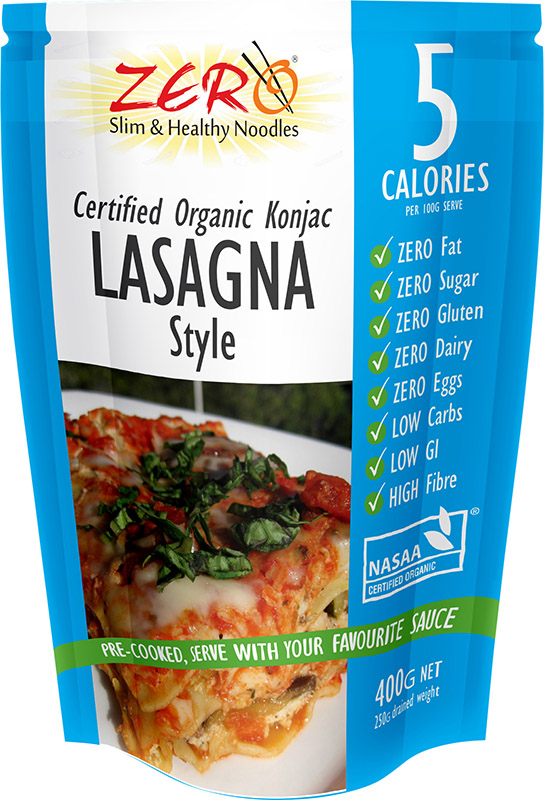 ZERO®
Slim & Healthy Noodles
Certified Organic Konjac
LASAGNA
Style
5
CALORIES
PER 100G SERVE
ZERO Fat
ZERO Sugar
ZERO Gluten
ZERO Dairy
ZERO Eggs
LOW Carbs
LOW GI
HIGH Fibre
NASAA ®
CERTIFIED ORGANIC
PRE-COOKED, SERVE WITH YOUR FAVOURITE SAUCE
400G NET
250G drained weight